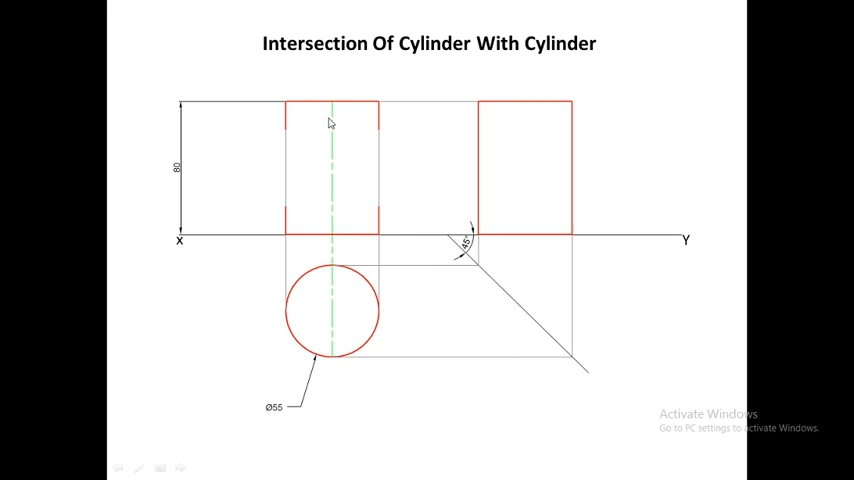 Intersection Of Cylinder With Cylinder
80
X
45°
Y
Ø55
Activate Windows
Go to PC settings to activate Windows.